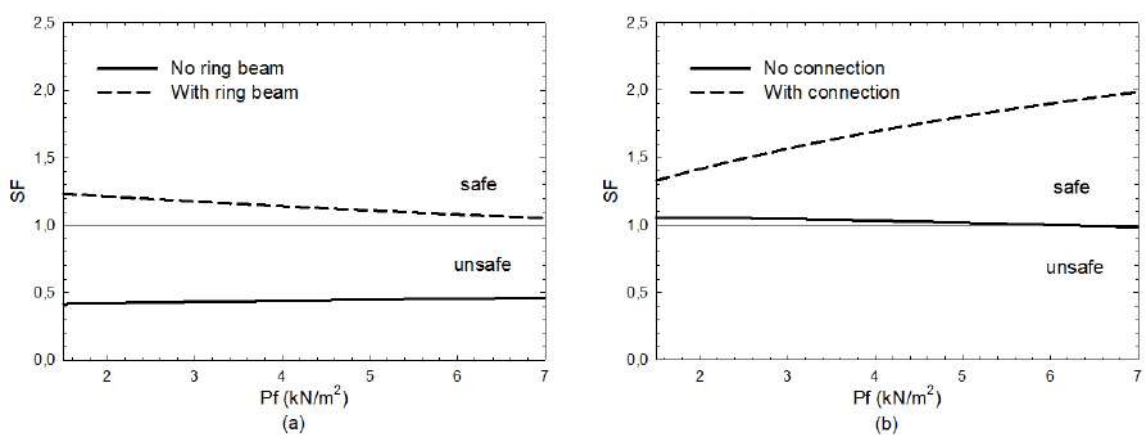 2,5
2,0
1,5
1,0
0,5
0,0
SF
No ring beam
With ring beam
safe
unsafe
2 3 4 5 6 7
Pf (kN/m²)
(a)
2,5
2,0
1,5
1,0
0,5
0,0
SF
No connection
With connection
safe
unsafe
2 3 4 5 6 7
Pf (kN/m²)
(b)